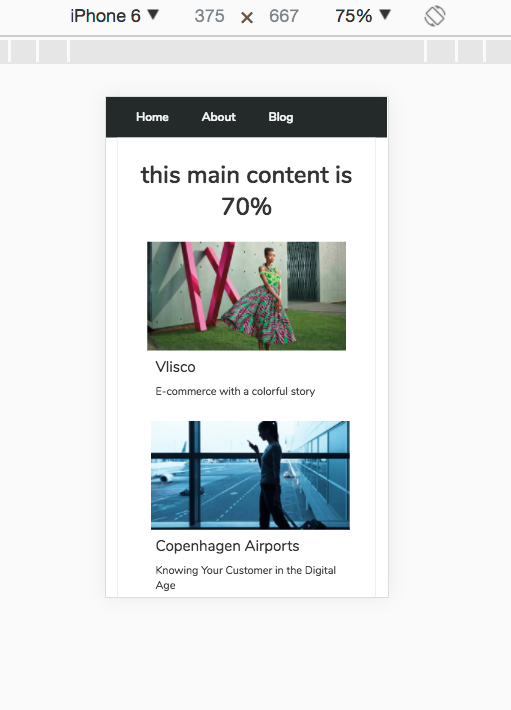 iPhone 6 ▼ 375 × 667 75% ▼
Home About Blog
this main content is
70%
Vlisco
E-commerce with a colorful story
Copenhagen Airports
Knowing Your Customer in the Digital
Age